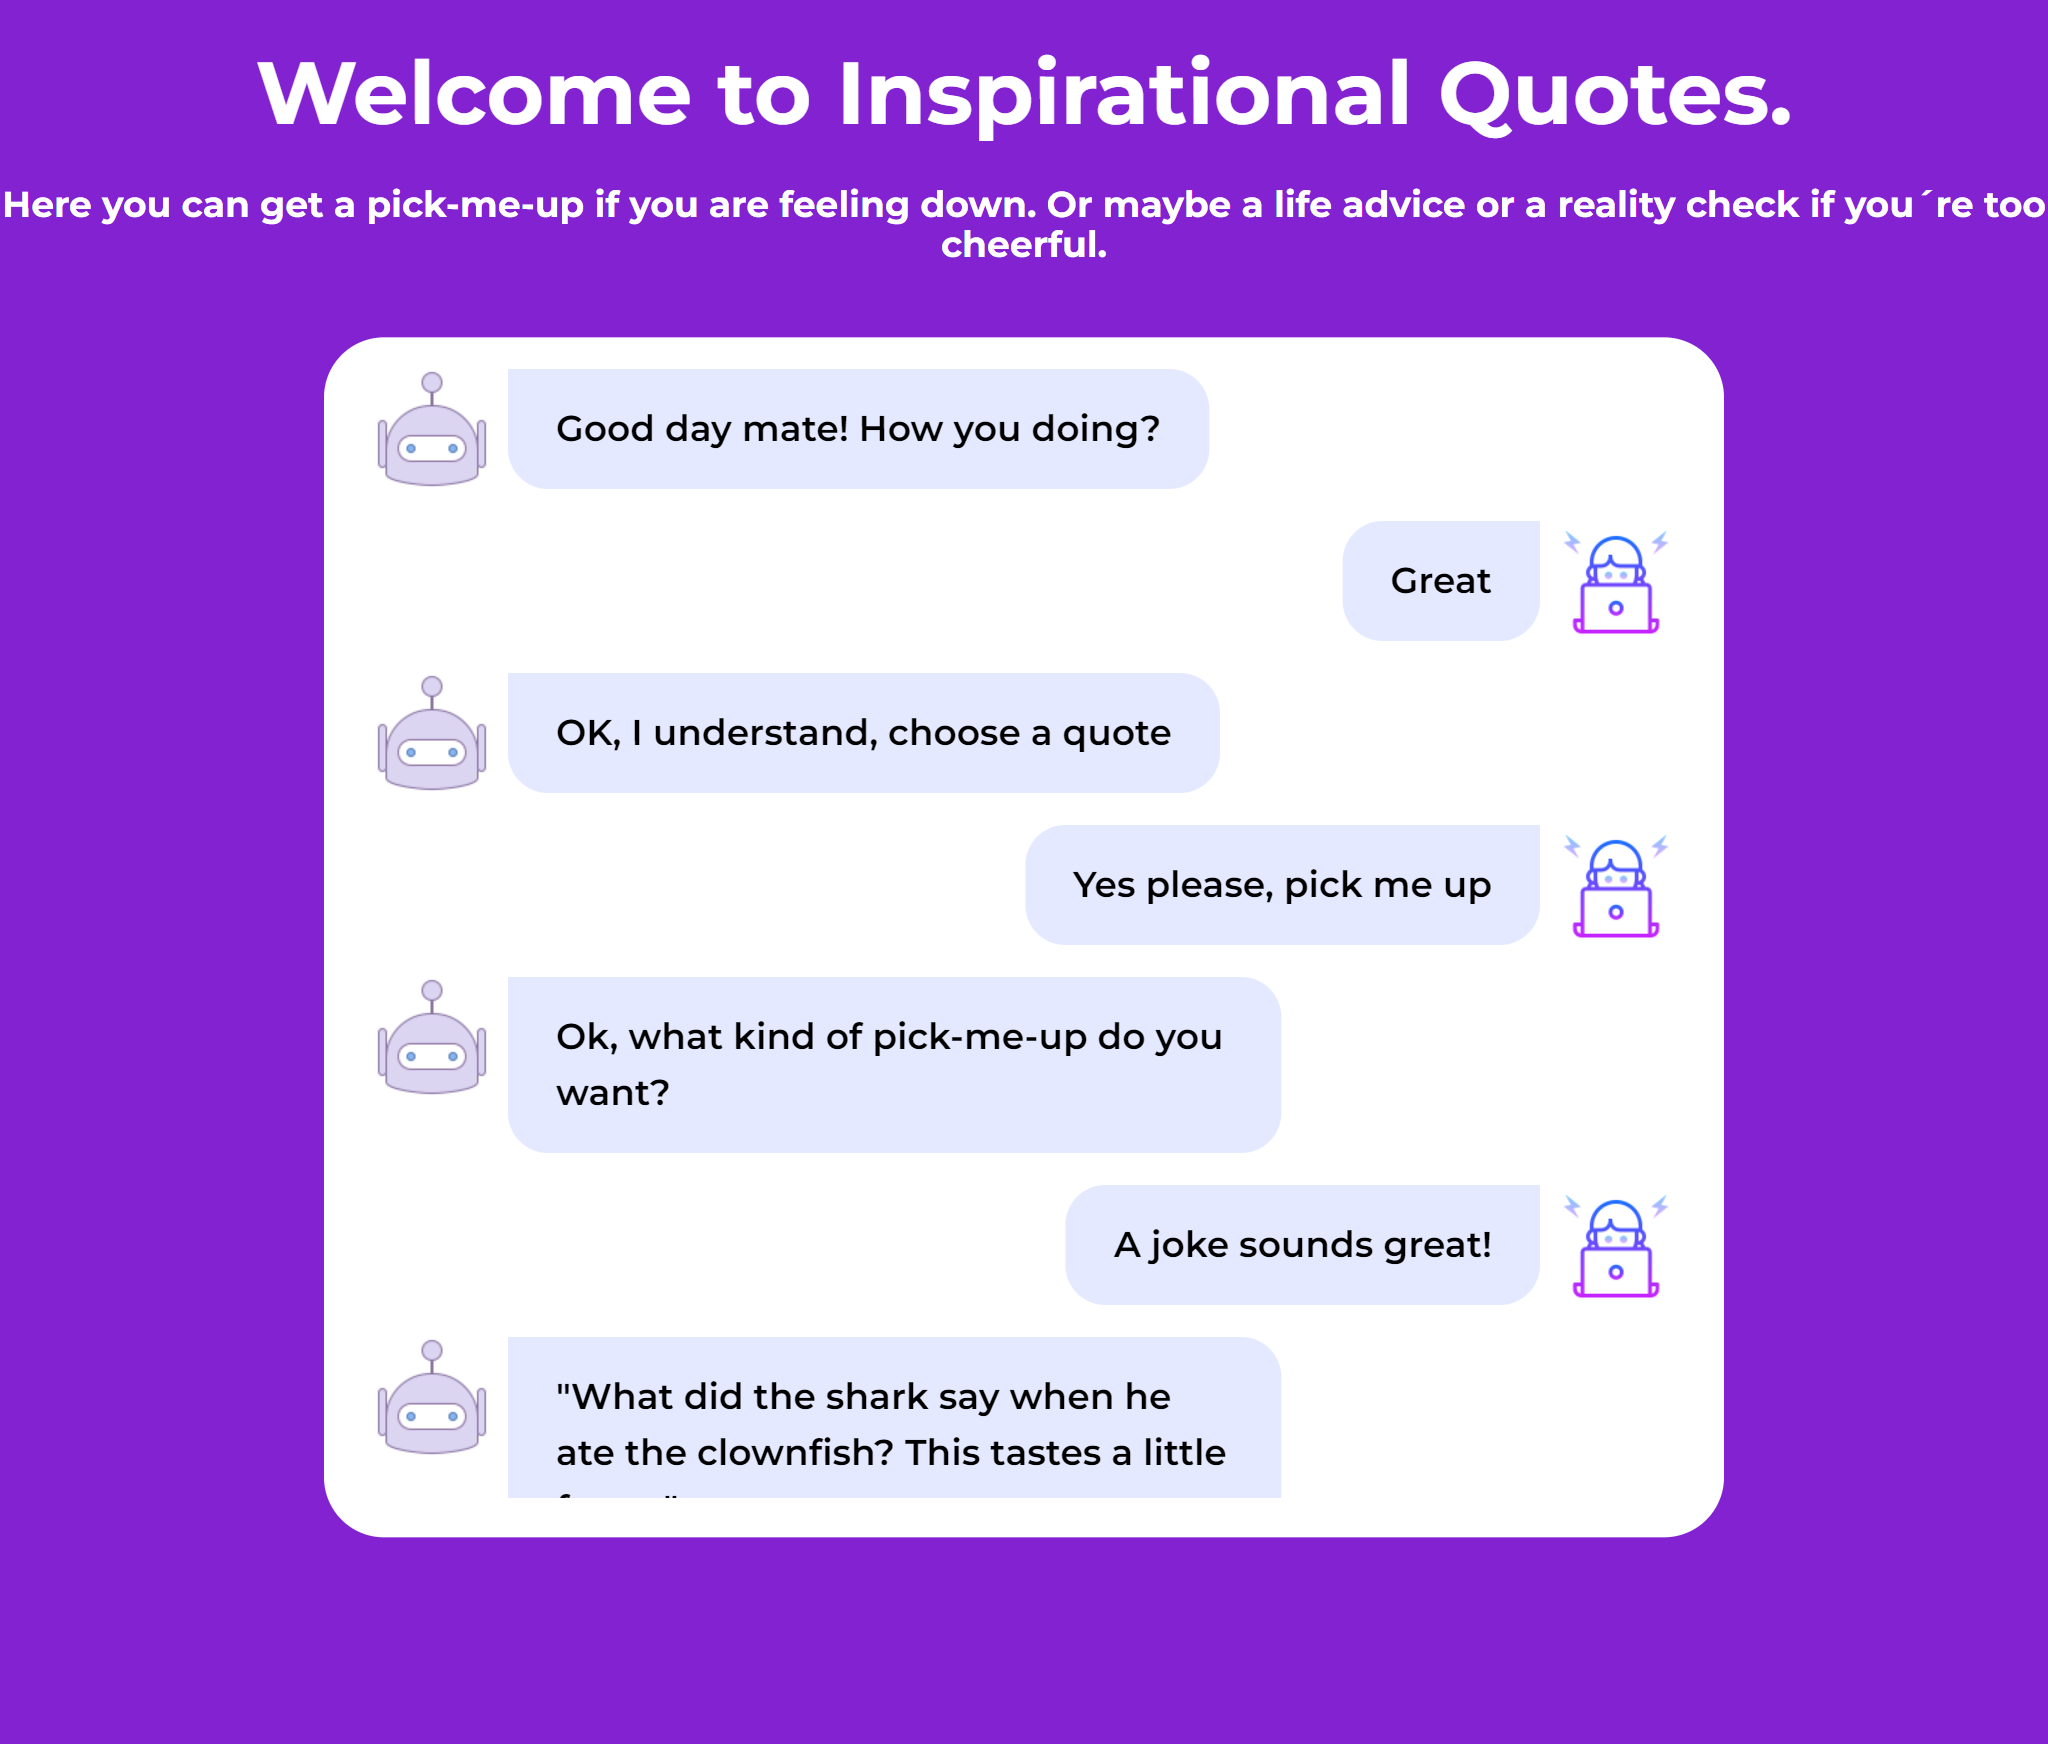 Welcome to Inspirational Quotes.
Here you can get a pick-me-up if you are feeling down. Or maybe a life advice or a reality check if you´re too
cheerful.
Good day mate! How you doing?
Great
OK, I understand, choose a quote
Yes please, pick me up
Ok, what kind of pick-me-up do you
want?
A joke sounds great!
"What did the shark say when he
ate the clownfish? This tastes a little